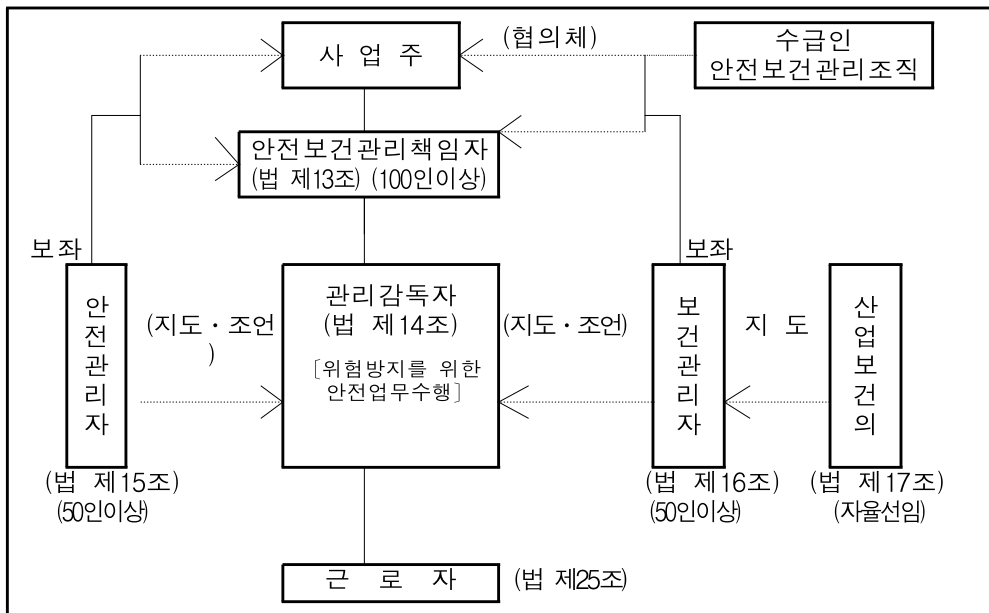 사 업 주
(협의체)
수급인
안전보건관리조직
안전보건관리책임자
(법 제13조) (100인이상)
보좌
보좌
안전관리자
(지도·조언
)
관리감독자
(법 제14조)
[위험방지를 위한
안전업무수행]
(지도·조언)
보건관리자
지 도
산업보건의
(법 제15조)
(50인이상)
(법 제16조)
(50인이상)
(법 제17조)
(자율선임)
근 로 자
(법 제25조)